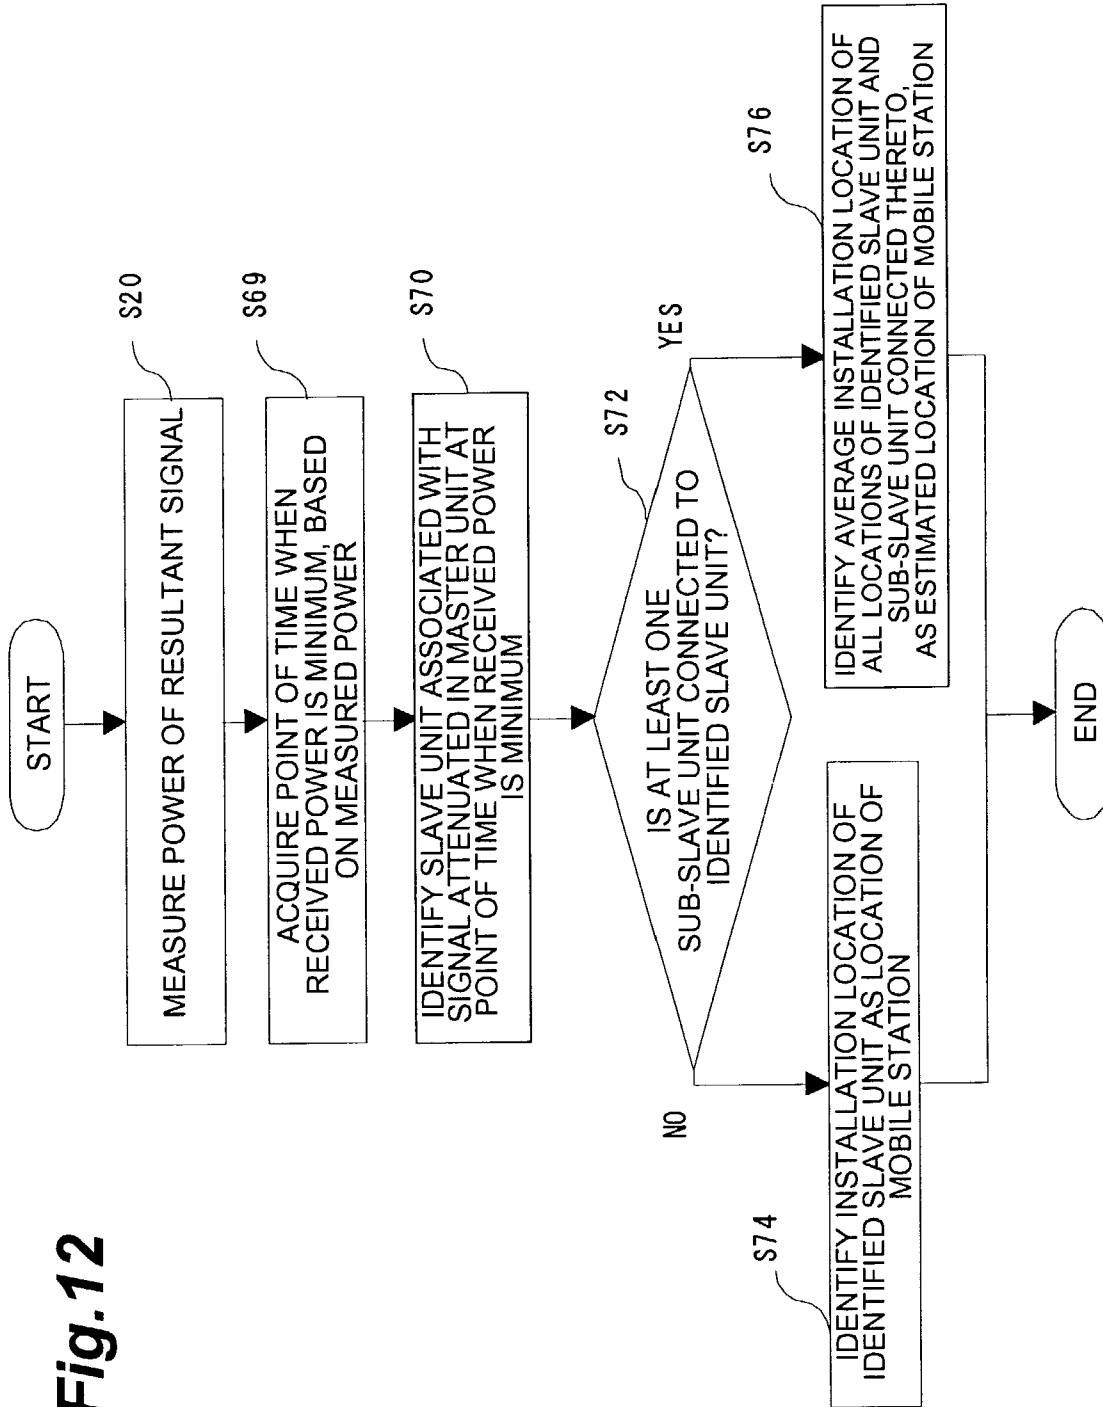 Fig.12
START
S20
MEASURE POWER OF RESULTANT SIGNAL
S69
ACQUIRE POINT OF TIME WHEN
RECEIVED POWER IS MINIMUM, BASED
ON MEASURED POWER
S70
IDENTIFY SLAVE UNIT ASSOCIATED WITH
SIGNAL ATTENUATED IN MASTER UNIT AT
POINT OF TIME WHEN RECEIVED POWER
IS MINIMUM
S72
IS AT LEAST ONE
SUB-SLAVE UNIT CONNECTED TO
IDENTIFIED SLAVE UNIT?
NO
YES
S74
IDENTIFY INSTALLATION LOCATION OF
IDENTIFIED SLAVE UNIT AS LOCATION OF
MOBILE STATION
S76
IDENTIFY AVERAGE INSTALLATION LOCATION OF
ALL LOCATIONS OF IDENTIFIED SLAVE UNIT AND
SUB-SLAVE UNIT CONNECTED THERETO,
AS ESTIMATED LOCATION OF MOBILE STATION
END